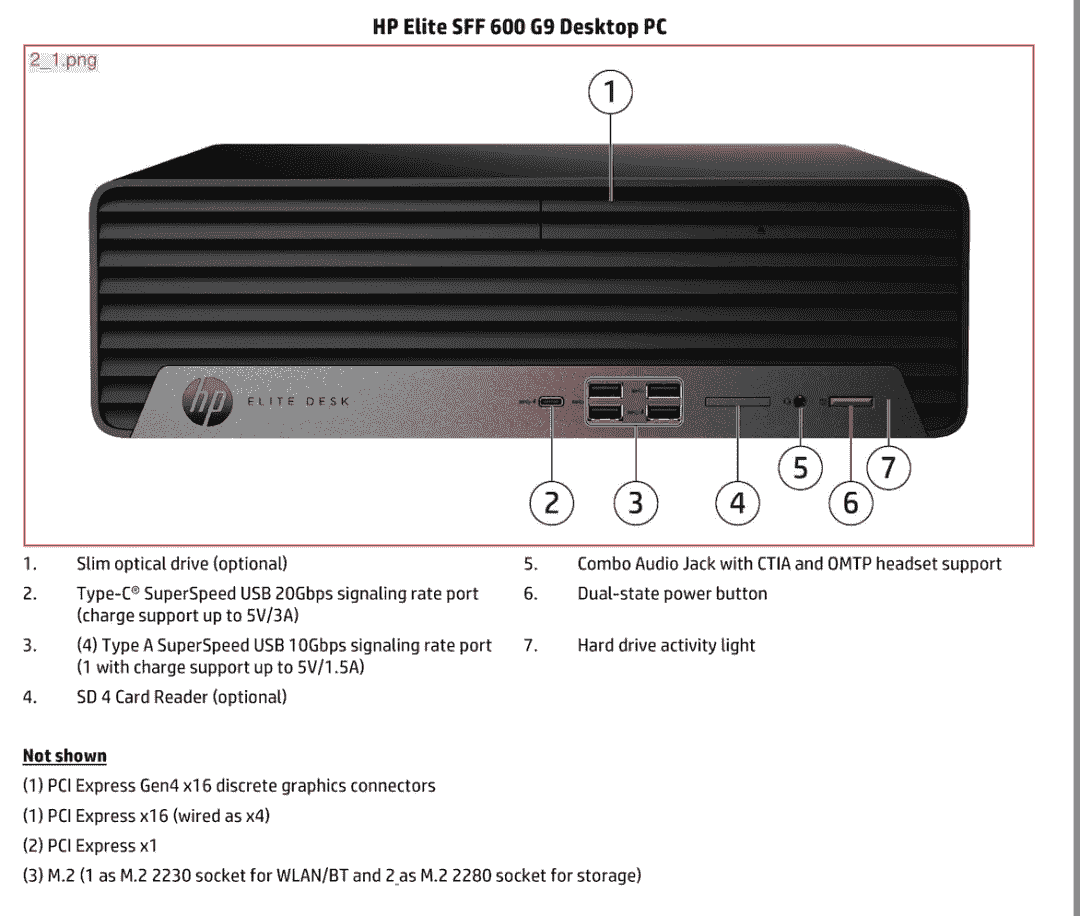 HP Elite SFF 600 G9 Desktop PC
2_1.png
1
hp ELITE DESK
2
3
4
5
6
7
1. Slim optical drive (optional)
2. Type-C® SuperSpeed USB 20Gbps signaling rate port
(charge support up to 5V/3A)
3. (4) Type A SuperSpeed USB 10Gbps signaling rate port
(1 with charge support up to 5V/1.5A)
4. SD 4 Card Reader (optional)
5. Combo Audio Jack with CTIA and OMTP headset support
6. Dual-state power button
7. Hard drive activity light
Not shown
(1) PCI Express Gen4 x16 discrete graphics connectors
(1) PCI Express x16 (wired as x4)
(2) PCI Express x1
(3) M.2 (1 as M.2 2230 socket for WLAN/BT and 2 as M.2 2280 socket for storage)